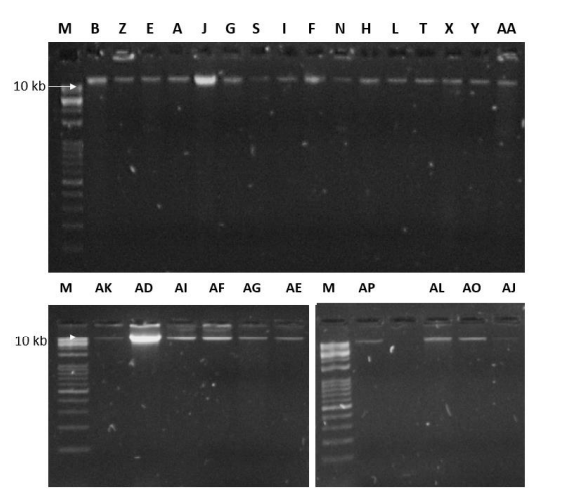 M B Z E A J G S I F N H L T X Y AA
10 kb
M AK AD AI AF AG AE M AP AL AO AJ
10 kb